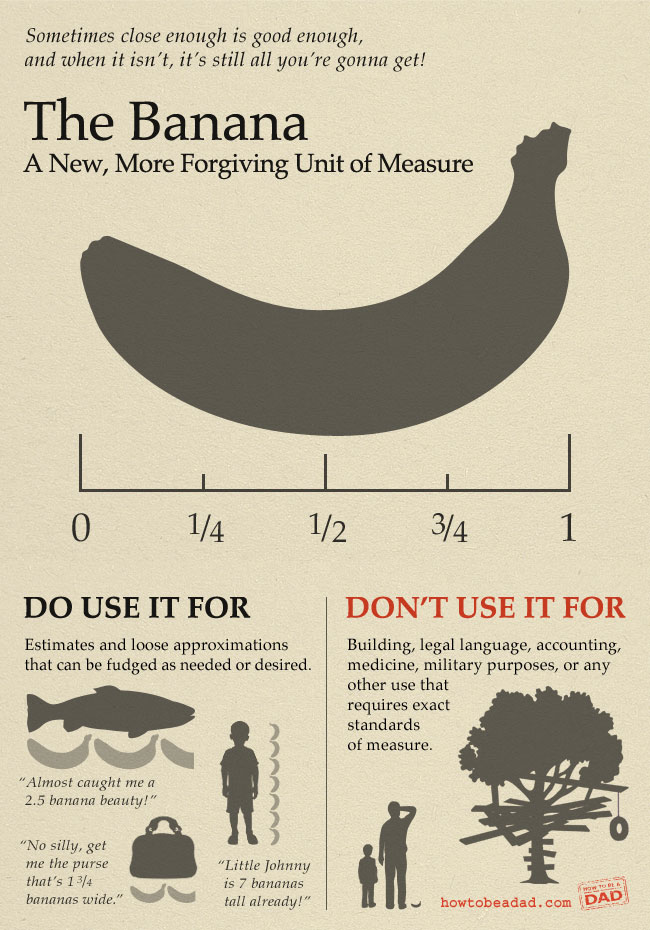 Sometimes close enough is good enough,
and when it isn't, it's still all you're gonna get!
The Banana
A New, More Forgiving Unit of Measure
0 1/4 1/2 3/4 1
DO USE IT FOR
Estimates and loose approximations
that can be fudged as needed or desired.
“Almost caught me a
2.5 banana beauty!”
“No silly, get
me the purse
that's 1 3/4
bananas wide.”
“Little Johnny
is 7 bananas
tall already!”
DON'T USE IT FOR
Building, legal language, accounting,
medicine, military purposes, or any
other use that
requires exact
standards
of measure.
howtobeadad.com
HOW TO BE A
DAD